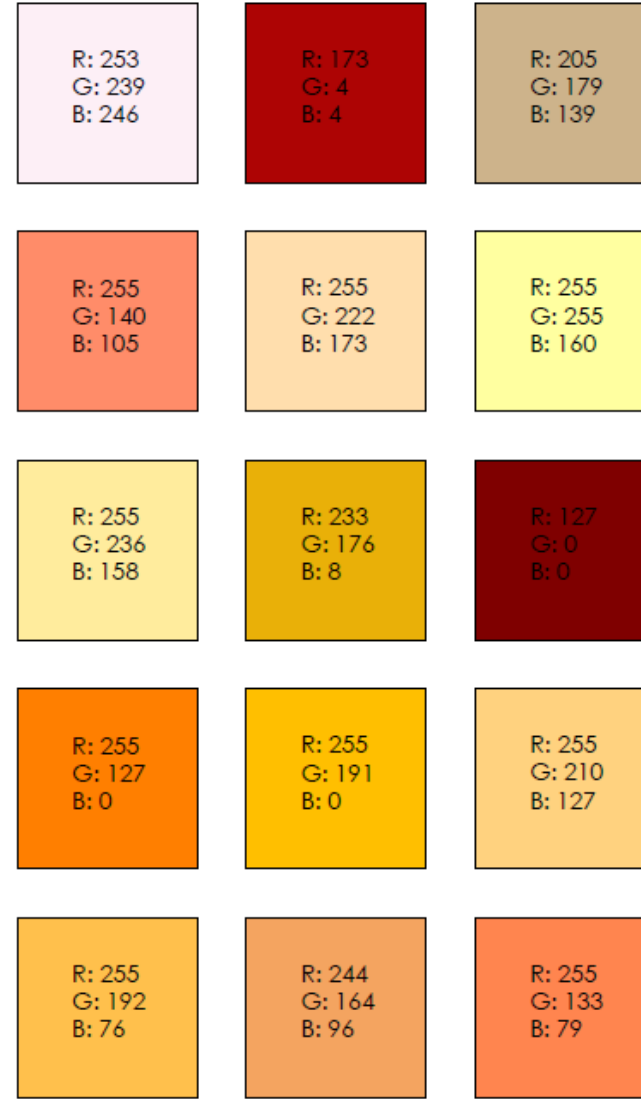 R: 253
G: 239
B: 246
R: 173
G: 4
B: 4
R: 205
G: 179
B: 139
R: 255
G: 140
B: 105
R: 255
G: 222
B: 173
R: 255
G: 255
B: 160
R: 255
G: 236
B: 158
R: 233
G: 176
B: 8
R: 127
G: 0
B: 0
R: 255
G: 127
B: 0
R: 255
G: 191
B: 0
R: 255
G: 210
B: 127
R: 255
G: 192
B: 76
R: 244
G: 164
B: 96
R: 255
G: 133
B: 79